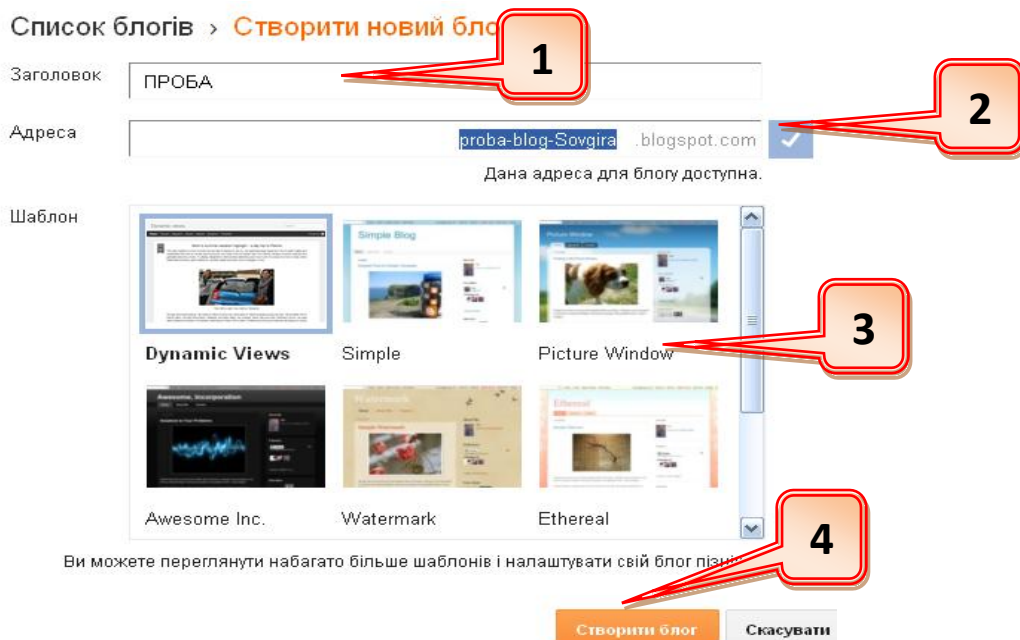 Список блогів › Створити новий бло
1
Заголовок ПРОБА
2
Адреса proba-blog-Sovgira .blogspot.com
Дана адреса для блогу доступна.
Шаблон
Simple Blog
Picture Window
3
Dynamic Views Simple Picture Window
Awesome, Incorporation
Watermark
Ethereal
Awesome Inc. Watermark Ethereal
4
Ви можете переглянути набагато більше шаблонів і налаштувати свій блог
Створити блог Скасувати